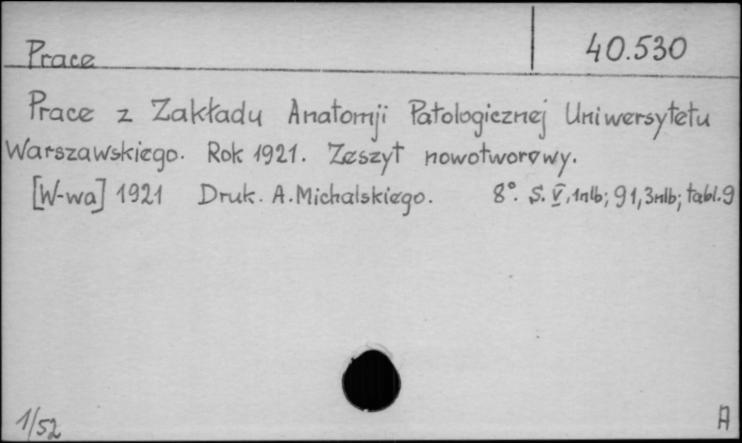 Prace
40.530
Prace z Zakładu Anatomji Patologicznej Uniwersytetu
Warszawskiego. Rok 1921. Zeszyt nowotworowy.
[W-wa] 1921 Druk. A. Michalskiego. 8°. S. V, 1nlb; 91, 3nlb; tabl. 9
1/52
A